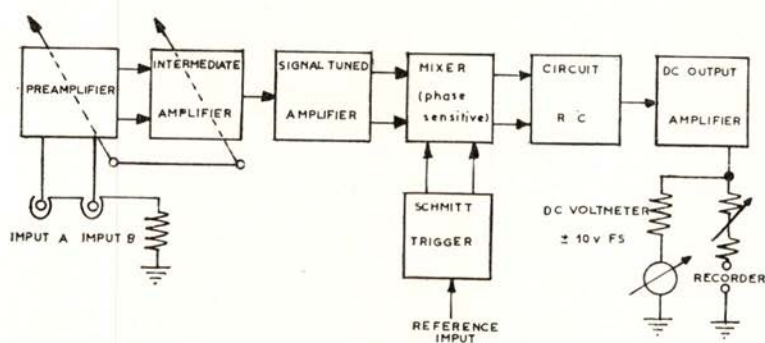 PREAMPLIFIER
INTERMEDIATE
AMPLIFIER
SIGNAL TUNED
AMPLIFIER
MIXER
(phase
sensitive)
CIRCUIT
R C
DC OUTPUT
AMPLIFIER
IMPUT A IMPUT B
SCHMITT
TRIGGER
DC VOLTMETER
± 10v FS
RECORDER
REFERENCE
IMPUT